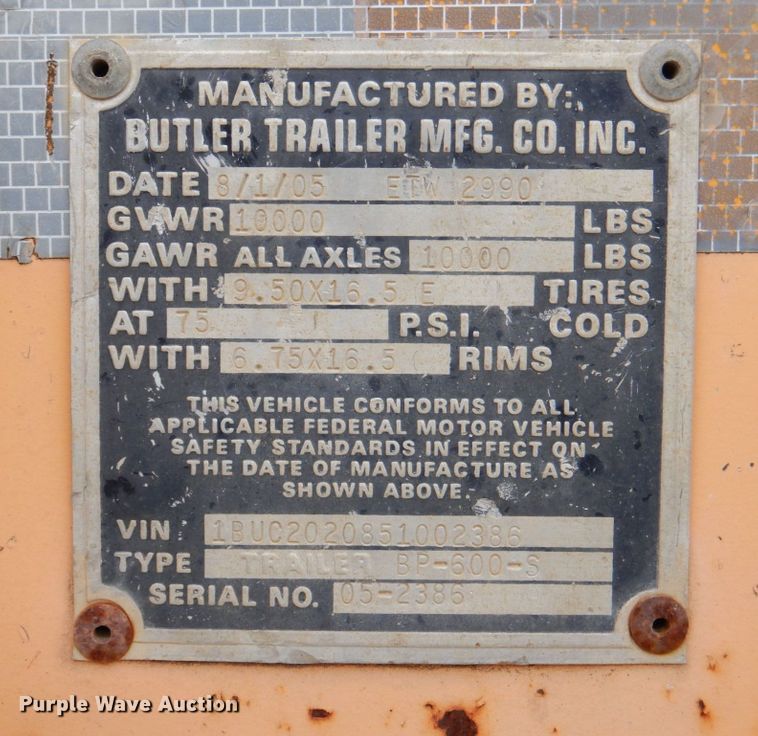 MANUFACTURED BY:
BUTLER TRAILER MFG. CO. INC.
DATE 8/1/05 ETW 2990
GVWR 10000 LBS
GAWR ALL AXLES 10000 LBS
WITH 9.50X16.5 E TIRES
AT 75 P.S.I. COLD
WITH 6.75X16.5 RIMS
THIS VEHICLE CONFORMS TO ALL
APPLICABLE FEDERAL MOTOR VEHICLE
SAFETY STANDARDS IN EFFECT ON
THE DATE OF MANUFACTURE AS
SHOWN ABOVE.
VIN 1BUC2020851002386
TYPE TRAILER BP-600-S
SERIAL NO. 05-2386
Purple Wave Auction